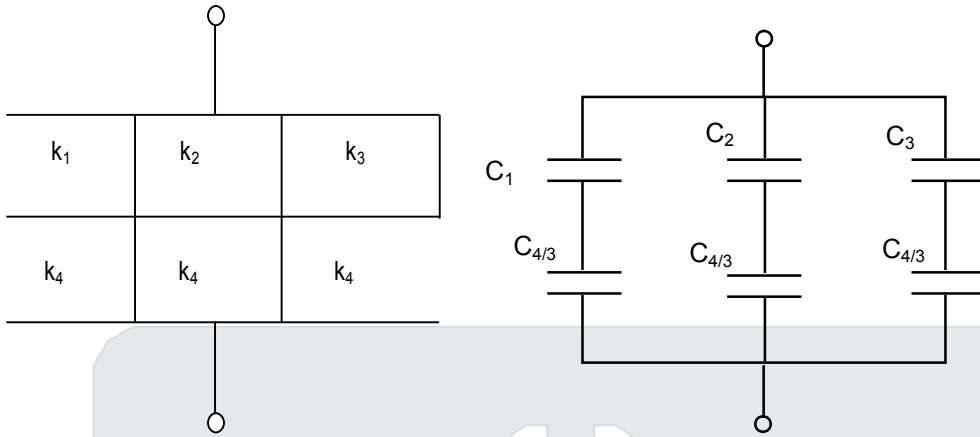 k₁ k₂ k₃
k₄ k₄ k₄
C₁ C₂ C₃
C₄/₃ C₄/₃ C₄/₃